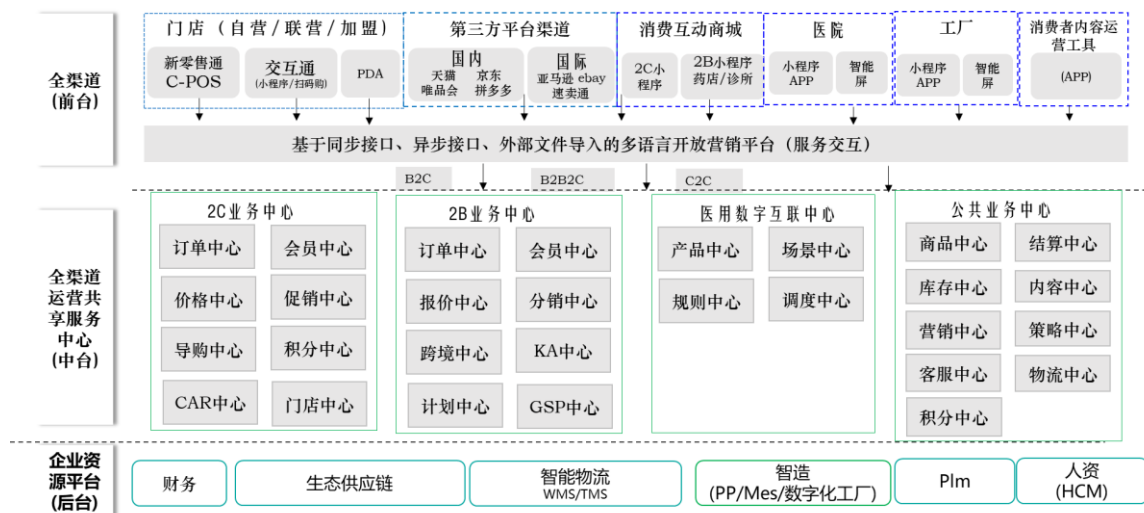 全渠道
(前台)
门店（自营/联营/加盟）
新零售通
C-POS
交互通
(小程序/扫码购)
PDA
第三方平台渠道
国内
天猫 京东
唯品会 拼多多
国际
亚马逊 ebay
速卖通
消费互动商城
2C小
程序
2B小程序
药店/诊所
医院
小程序
APP
智能
屏
工厂
小程序
APP
智能
屏
消费者内容运
营工具
(APP)
基于同步接口、异步接口、外部文件导入的多语言开放营销平台（服务交互）
B2C
B2B2C
C2C
全渠道
运营共
享服务
中心
(中台)
2C业务中心
订单中心 会员中心
价格中心 促销中心
导购中心 积分中心
CAR中心 门店中心
2B业务中心
订单中心 会员中心
报价中心 分销中心
跨境中心 KA中心
计划中心 GSP中心
医用数字互联中心
产品中心 场景中心
规则中心 调度中心
公共业务中心
商品中心 结算中心
库存中心 内容中心
营销中心 策略中心
客服中心 物流中心
积分中心
企业资
源平台
(后台)
财务
生态供应链
智能物流
WMS/TMS
智造
(PP/Mes/数字化工厂)
Plm
人资
(HCM)